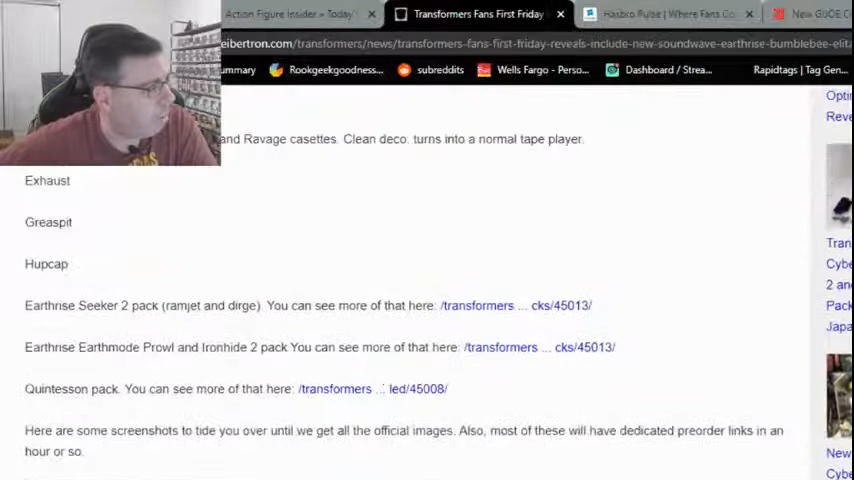 Action Figure Insider » Today'
Transformers Fans First Friday
Hasbro Pulse | Where Fans Co
New GIJOE C
eibertron.com/transformers/news/transformers-fans-first-friday-reveals-include-new-soundwave-earthrise-bumblebee-elita
ummary
Rookgeekgoodness...
subreddits
Wells Fargo - Perso...
Dashboard / Strea...
Rapidtags | Tag Gen...
Opti
Reve
and Ravage casettes. Clean deco. turns into a normal tape player.
Exhaust
Greaspit
Hupcap
Earthrise Seeker 2 pack (ramjet and dirge). You can see more of that here: /transformers ... cks/45013/
Earthrise Earthmode Prowl and Ironhide 2 pack You can see more of that here: /transformers ... cks/45013/
Quintesson pack. You can see more of that here: /transformers ... led/45008/
Here are some screenshots to tide you over until we get all the official images. Also, most of these will have dedicated preorder links in an
hour or so.
Tran
Cybe
2 and
Pack
Japa
New
Cybe